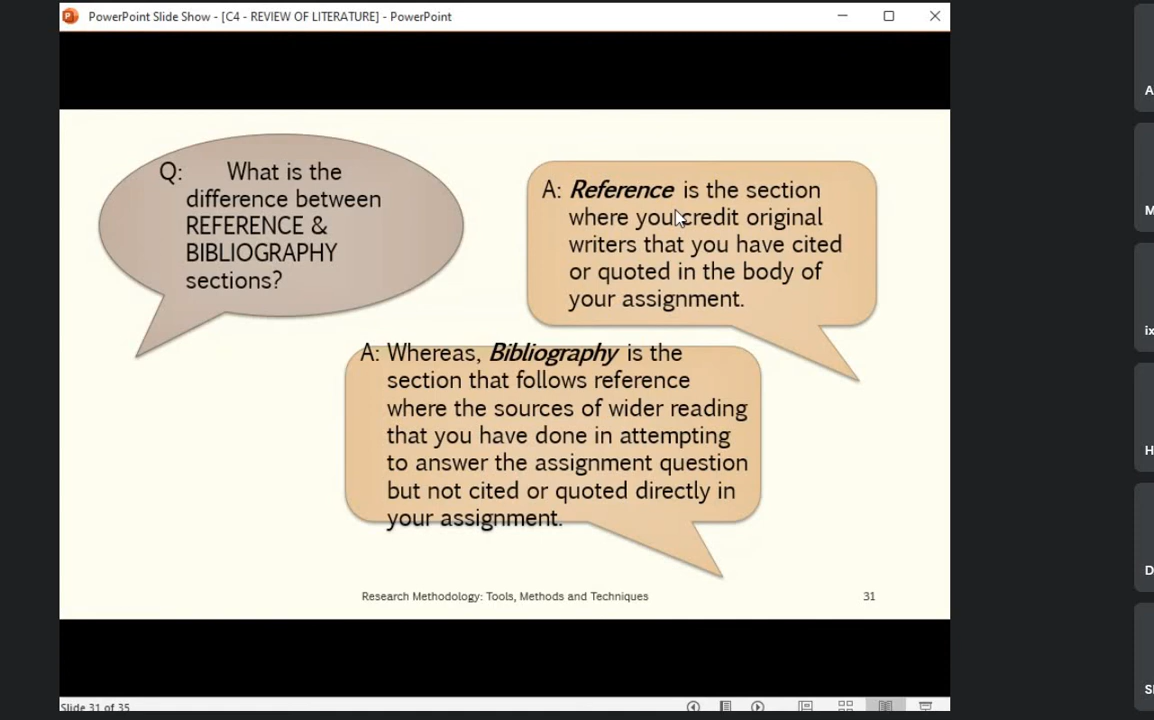 PowerPoint Slide Show - [C4 - REVIEW OF LITERATURE] - PowerPoint
Q: What is the
difference between
REFERENCE &
BIBLIOGRAPHY
sections?
A: Reference is the section
where you credit original
writers that you have cited
or quoted in the body of
your assignment.
A: Whereas, Bibliography is the
section that follows reference
where the sources of wider reading
that you have done in attempting
to answer the assignment question
but not cited or quoted directly in
your assignment.
Research Methodology: Tools, Methods and Techniques
31
Slide 31 of 35
A
M
ix
H
D